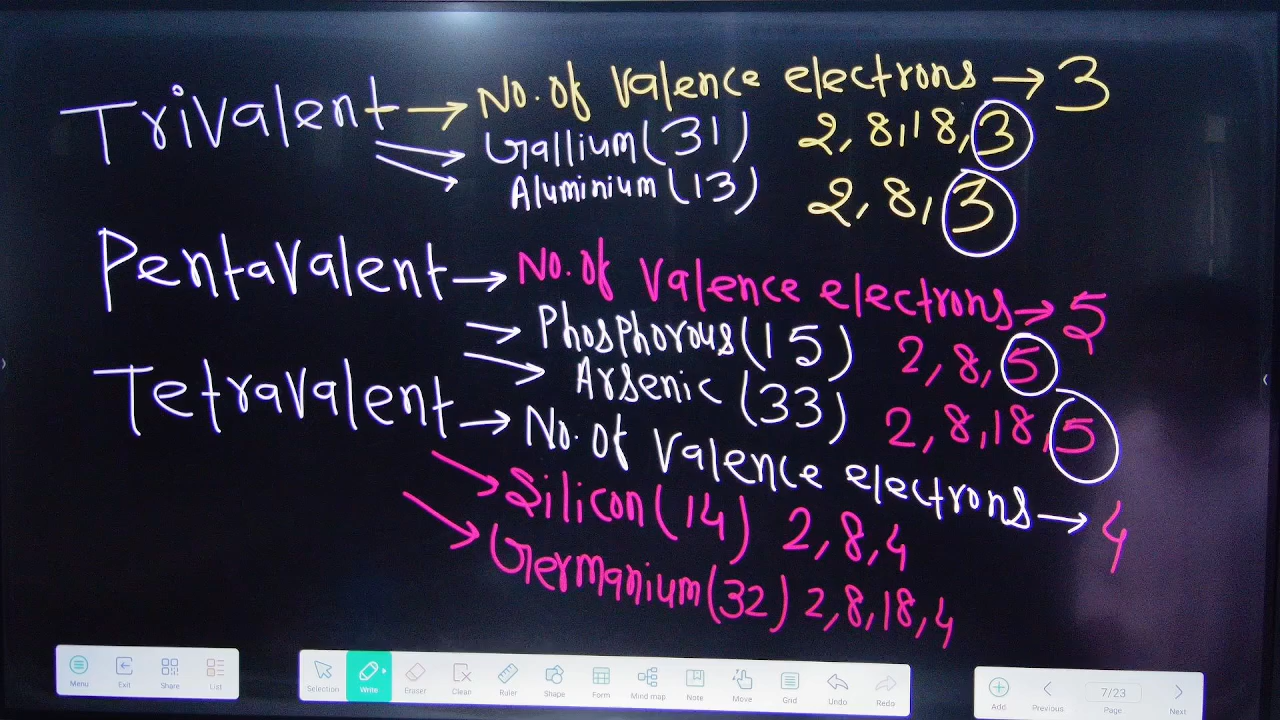 Trivalent → No. of Valence electrons → 3
→ Gallium (31) 2, 8, 18, 3
→ Aluminium (13) 2, 8, 3
Pentavalent → No. of Valence electrons → 5
→ Phosphorous (15) 2, 8, 5
→ Arsenic (33) 2, 8, 18, 5
Tetravalent → No. of Valence electrons → 4
→ Silicon (14) 2, 8, 4
→ Germanium (32) 2, 8, 18, 4
Menu Exit Share List Selection Write Eraser Clear Ruler Shape Form Mind map Note Move Grid Undo Redo Add Previous 7/23 Page Next